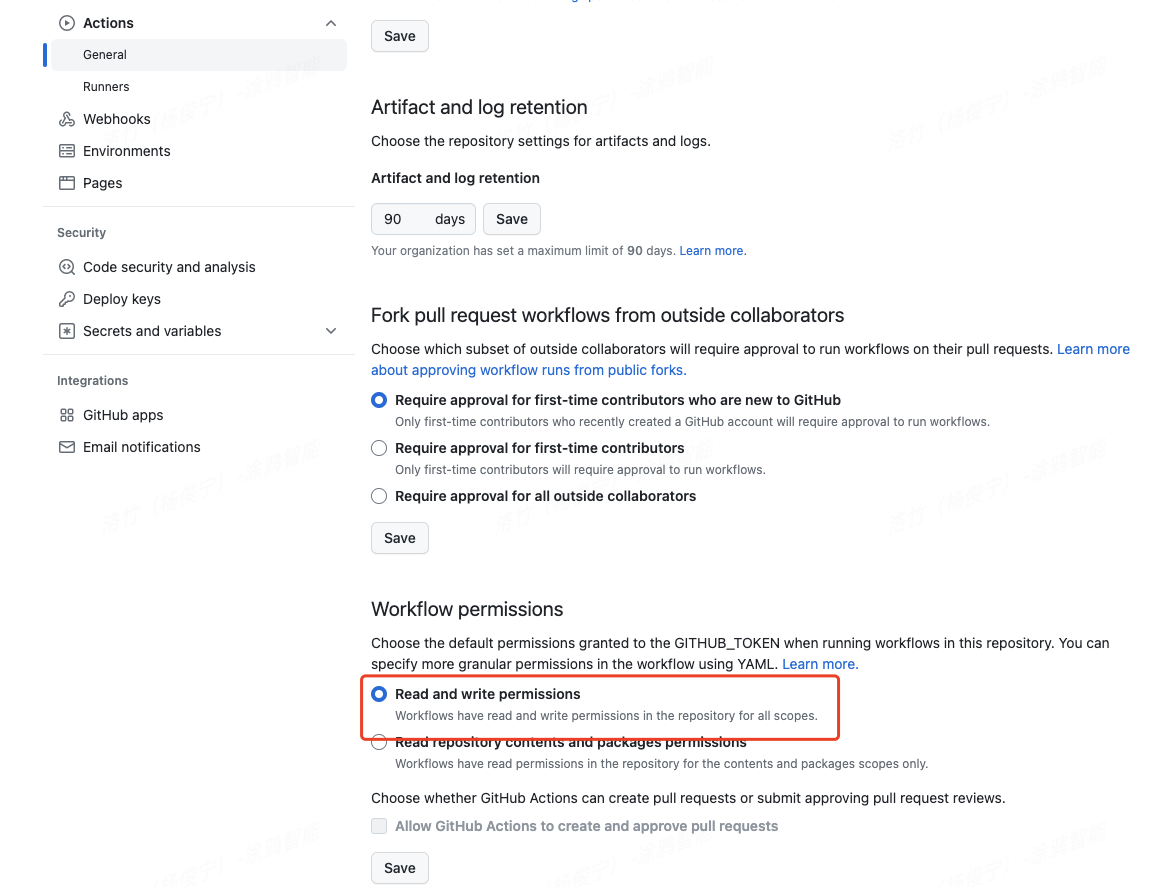 Actions
General
Runners
Webhooks
Environments
Pages
Security
Code security and analysis
Deploy keys
Secrets and variables
Integrations
GitHub apps
Email notifications
Save
Artifact and log retention
Choose the repository settings for artifacts and logs.
Artifact and log retention
90 days Save
Your organization has set a maximum limit of 90 days. Learn more.
Fork pull request workflows from outside collaborators
Choose which subset of outside collaborators will require approval to run workflows on their pull requests. Learn more
about approving workflow runs from public forks.
Require approval for first-time contributors who are new to GitHub
Only first-time contributors who recently created a GitHub account will require approval to run workflows.
Require approval for first-time contributors
Only first-time contributors will require approval to run workflows.
Require approval for all outside collaborators
Save
Workflow permissions
Choose the default permissions granted to the GITHUB_TOKEN when running workflows in this repository. You can
specify more granular permissions in the workflow using YAML. Learn more.
Read and write permissions
Workflows have read and write permissions in the repository for all scopes.
Read repository contents and packages permissions
Workflows have read permissions in the repository for the contents and packages scopes only.
Choose whether GitHub Actions can create pull requests or submit approving pull request reviews.
Allow GitHub Actions to create and approve pull requests
Save